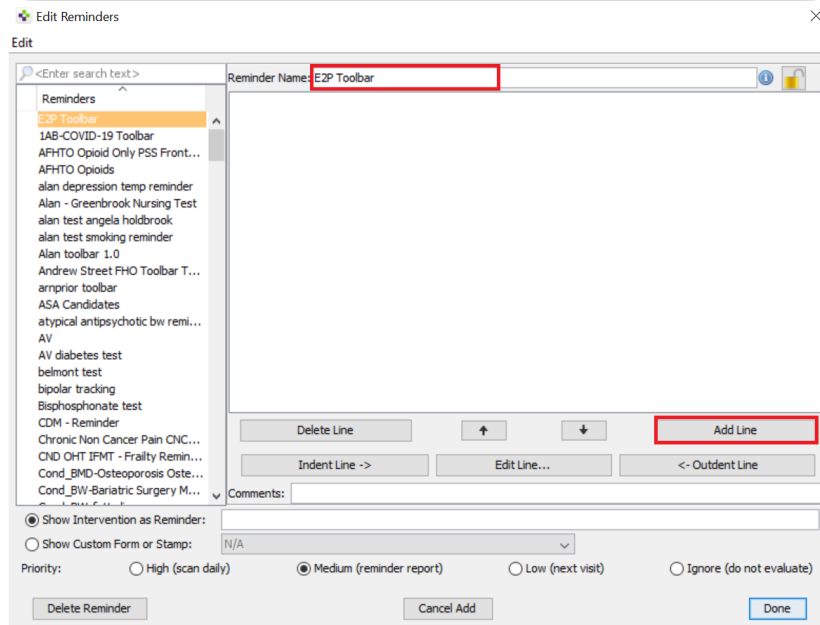 Edit Reminders
Edit
<Enter search text>
Reminder Name: E2P Toolbar
Reminders
E2P Toolbar
1AB-COVID-19 Toolbar
AFHTO Opioid Only PSS Front...
AFHTO Opioids
alan depression temp reminder
Alan - Greenbrook Nursing Test
alan test angela holdbrook
alan test smoking reminder
Alan toolbar 1.0
Andrew Street FHO Toolbar T...
arnprior toolbar
ASA Candidates
atypical antipsychotic bw remi...
AV
AV diabetes test
belmont test
bipolar tracking
Bisphosphonate test
CDM - Reminder
Chronic Non Cancer Pain CNC...
CND OHT IFMT - Frailty Remin...
Cond_BMD-Osteoporosis Oste...
Cond_BW-Bariatric Surgery M...
Delete Line
Add Line
Indent Line ->
Edit Line...
<- Outdent Line
Comments:
Show Intervention as Reminder:
Show Custom Form or Stamp: N/A
Priority: High (scan daily) Medium (reminder report) Low (next visit) Ignore (do not evaluate)
Delete Reminder Cancel Add Done